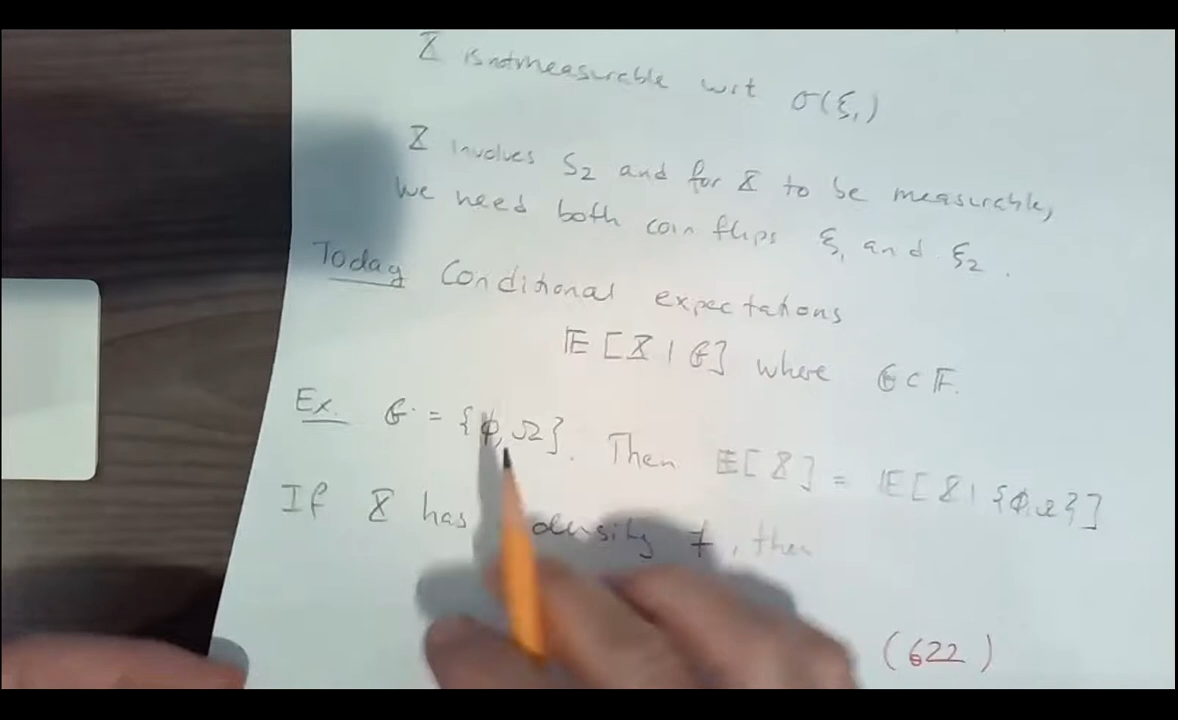 X is not measurable wrt σ(ξ₁)
X involves S₂ and for X to be measurable,
we need both coin flips ξ₁ and ξ₂.
Today Conditional expectations
𝔼[X|𝔾] where 𝔾⊂𝔽.
Ex. 𝔾 = {ϕ,Ω}. Then 𝔼[X] = 𝔼[X|{ϕ,Ω}]
If X has density f, then
(622)